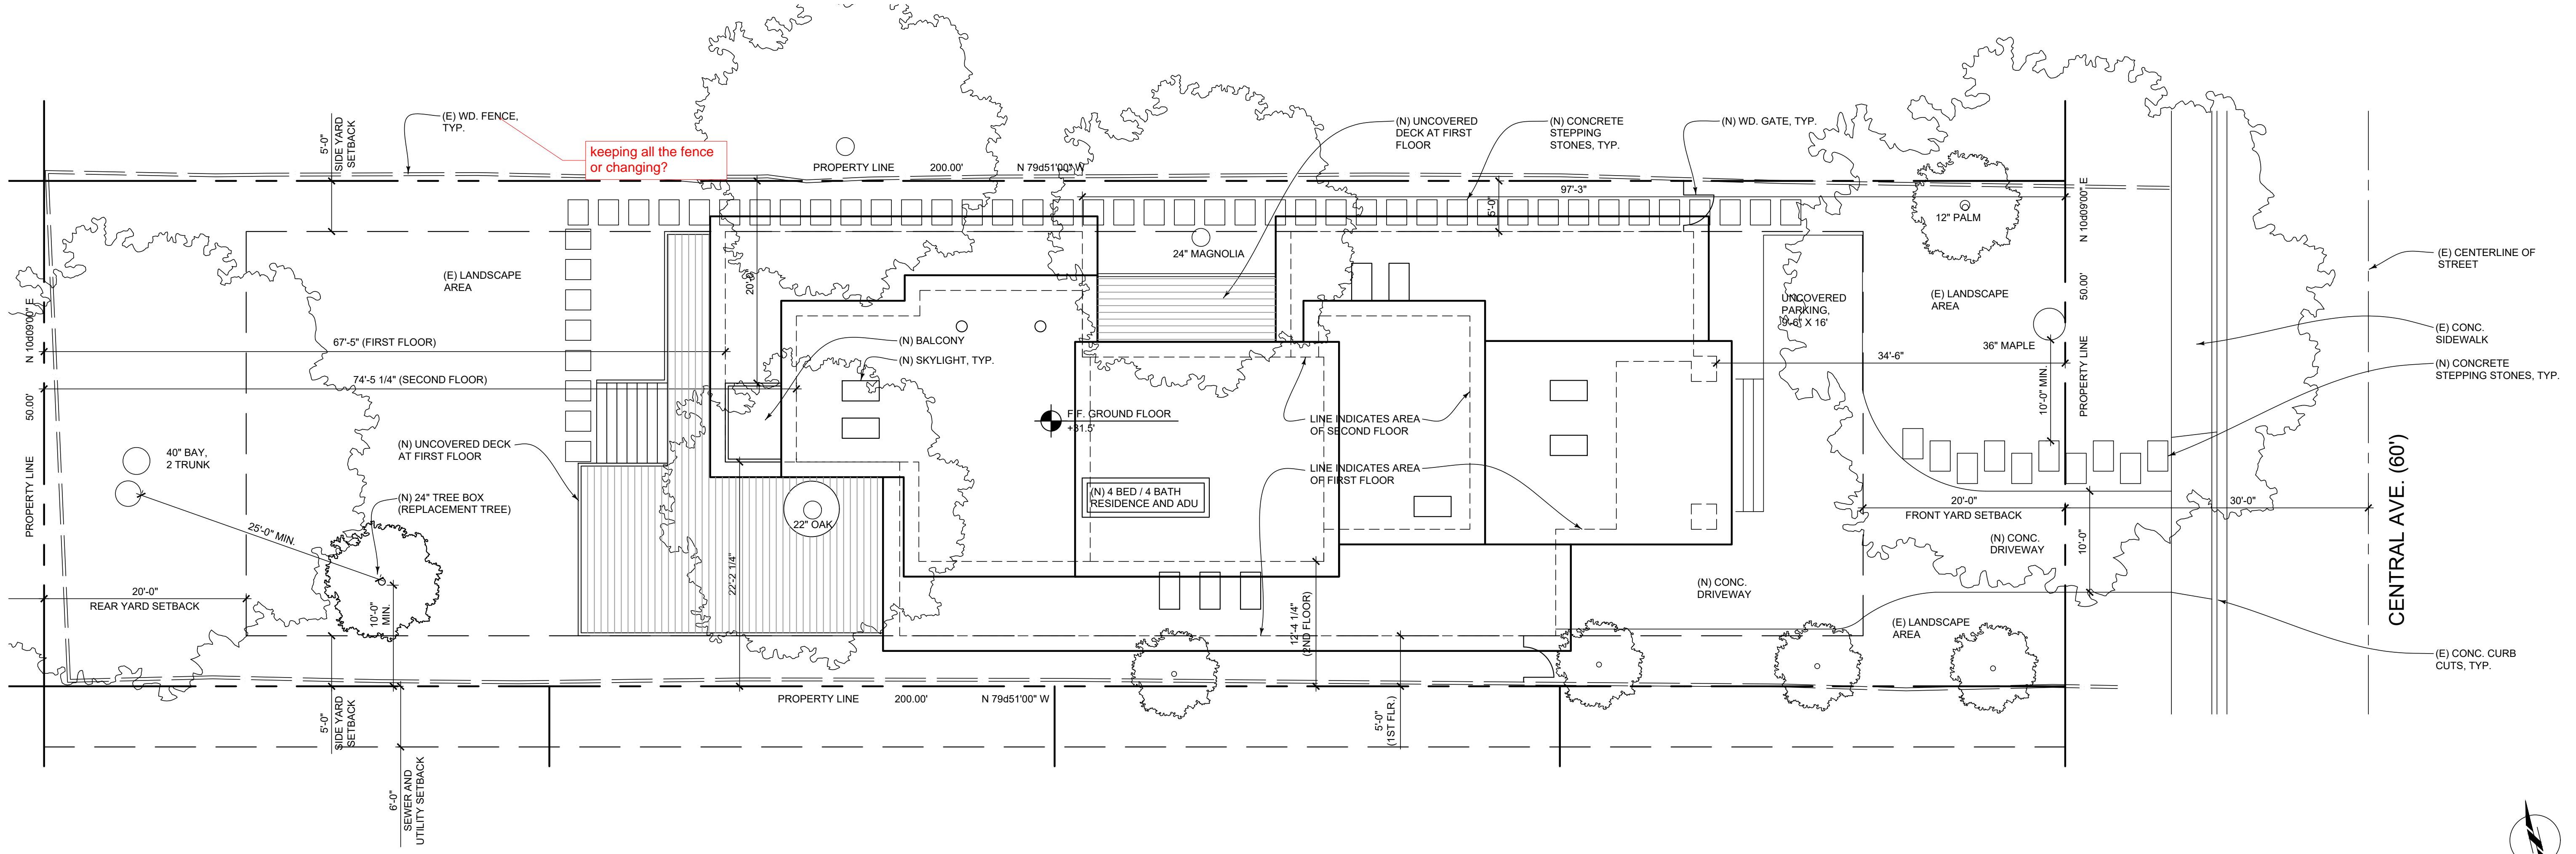 (E) WD. FENCE,
TYP.
5'-0"
SIDE YARD
SETBACK
keeping all the fence
or changing?
PROPERTY LINE 200.00' N 79d51'00" W
(N) UNCOVERED
DECK AT FIRST
FLOOR
(N) CONCRETE
STEPPING
STONES, TYP.
(N) WD. GATE, TYP.
97'-3"
5'-0"
12" PALM
N 10d09'00" E
50.00'
PROPERTY LINE
(E) CENTERLINE OF
STREET
24" MAGNOLIA
(E) LANDSCAPE
AREA
20'-0"
UNCOVERED
PARKING,
9'-6" X 16'
(E) LANDSCAPE
AREA
(E) CONC.
SIDEWALK
N 10d09'00" E
50.00'
PROPERTY LINE
67'-5" (FIRST FLOOR)
(N) BALCONY
(N) SKYLIGHT, TYP.
36" MAPLE
34'-6"
(N) CONCRETE
STEPPING STONES, TYP.
74'-5 1/4" (SECOND FLOOR)
10'-0" MIN.
F.F. GROUND FLOOR
+31.5'
LINE INDICATES AREA
OF SECOND FLOOR
40" BAY,
2 TRUNK
(N) UNCOVERED DECK
AT FIRST FLOOR
LINE INDICATES AREA
OF FIRST FLOOR
(N) 24" TREE BOX
(REPLACEMENT TREE)
(N) 4 BED / 4 BATH
RESIDENCE AND ADU
22" OAK
25'-0" MIN.
20'-0"
FRONT YARD SETBACK
30'-0"
CENTRAL AVE. (60')
(N) CONC.
DRIVEWAY
10'-0"
22'-2 1/4"
(N) CONC.
DRIVEWAY
20'-0"
REAR YARD SETBACK
10'-0"
MIN.
12'-4 1/4"
(2ND FLOOR)
(E) LANDSCAPE
AREA
(E) CONC. CURB
CUTS, TYP.
PROPERTY LINE 200.00' N 79d51'00" W
5'-0"
SIDE YARD
SETBACK
5'-0"
(1ST FLR.)
6'-0"
SEWER AND
UTILITY SETBACK